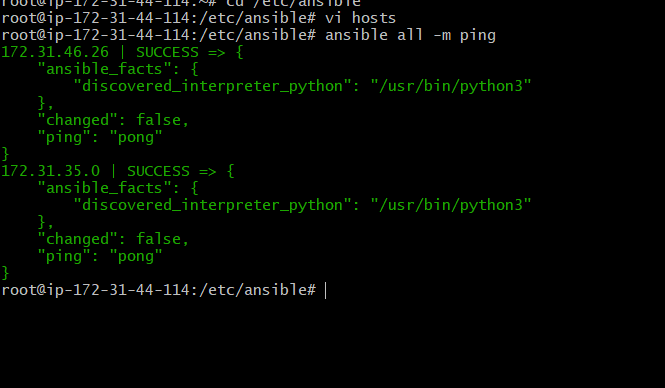 root@ip-172-31-44-114:~# cd /etc/ansible
root@ip-172-31-44-114:/etc/ansible# vi hosts
root@ip-172-31-44-114:/etc/ansible# ansible all -m ping
172.31.46.26 | SUCCESS => {
    "ansible_facts": {
        "discovered_interpreter_python": "/usr/bin/python3"
    },
    "changed": false,
    "ping": "pong"
}
172.31.35.0 | SUCCESS => {
    "ansible_facts": {
        "discovered_interpreter_python": "/usr/bin/python3"
    },
    "changed": false,
    "ping": "pong"
}
root@ip-172-31-44-114:/etc/ansible#